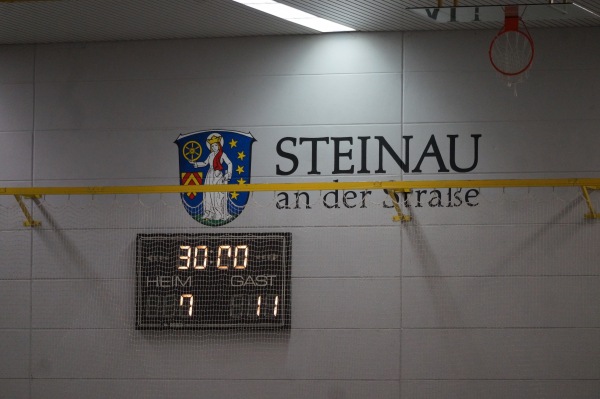 STEINAU
an der Straße
30 00
HEIM GAST
7 11